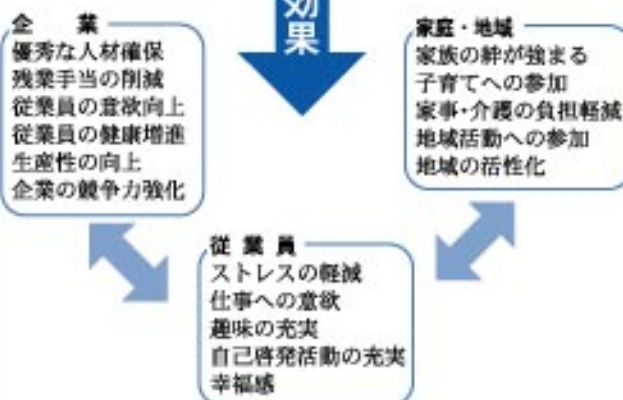 効果
企　業
優秀な人材確保
残業手当の削減
従業員の意欲向上
従業員の健康増進
生産性の向上
企業の競争力強化
家庭・地域
家族の絆が強まる
子育てへの参加
家事・介護の負担軽減
地域活動への参加
地域の活性化
従 業 員
ストレスの軽減
仕事への意欲
趣味の充実
自己啓発活動の充実
幸福感